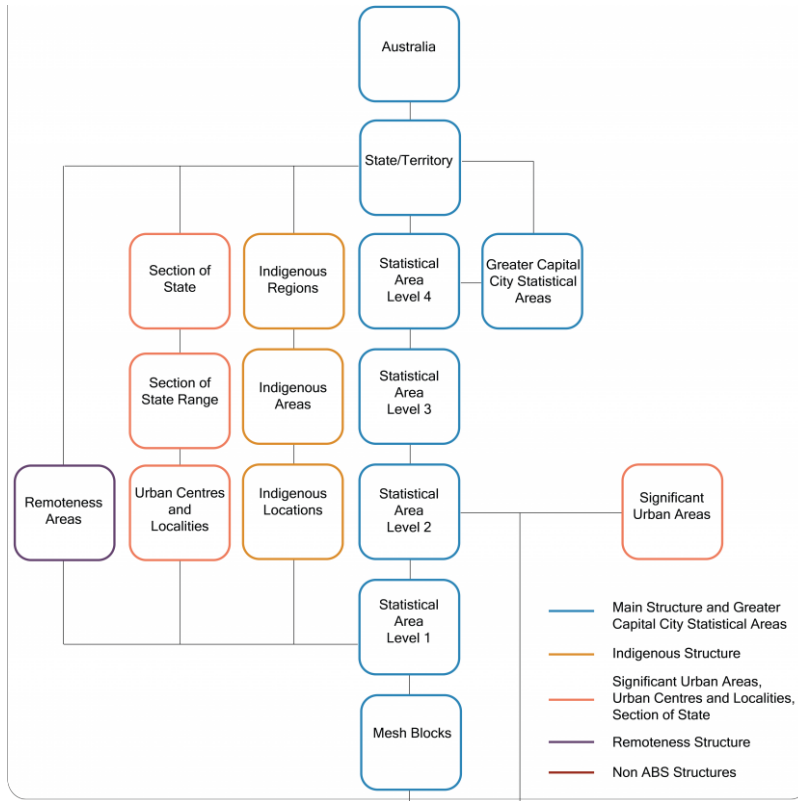 Australia
State/Territory
Section of
State
Indigenous
Regions
Statistical
Area
Level 4
Greater Capital
City Statistical
Areas
Section of
State Range
Indigenous
Areas
Statistical
Area
Level 3
Remoteness
Areas
Urban Centres
and
Localities
Indigenous
Locations
Statistical
Area
Level 2
Significant
Urban Areas
Statistical
Area
Level 1
Mesh Blocks
Main Structure and Greater
Capital City Statistical Areas
Indigenous Structure
Significant Urban Areas,
Urban Centres and Localities,
Section of State
Remoteness Structure
Non ABS Structures